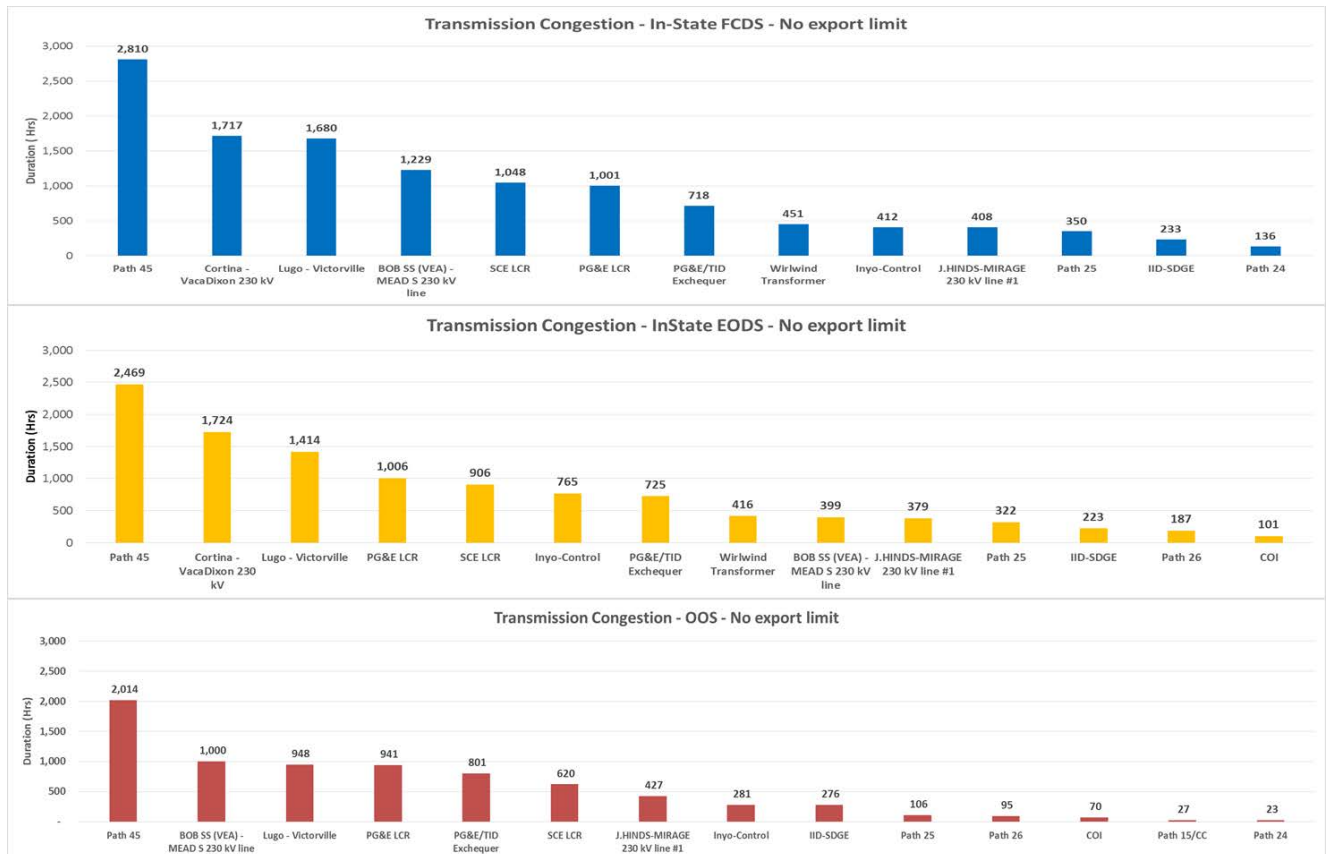 Transmission Congestion - In-State FCDS - No export limit
Duration ( Hrs)
3,000
2,500
2,000
1,500
1,000
500
0
2,810
1,717
1,680
1,229
1,048
1,001
718
451
412
408
350
233
136
Path 45
Cortina -
VacaDixon 230 kV
Lugo - Victorville
BOB SS (VEA) -
MEAD S 230 kV
line
SCE LCR
PG&E LCR
PG&E/TID
Exchequer
Wirlwind
Transformer
Inyo-Control
J.HINDS-MIRAGE
230 kV line #1
Path 25
IID-SDGE
Path 24
Transmission Congestion - InState EODS - No export limit
Duration (Hrs)
3,000
2,500
2,000
1,500
1,000
500
0
2,469
1,724
1,414
1,006
906
765
725
416
399
379
322
223
187
101
Path 45
Cortina -
VacaDixon 230
kV
Lugo - Victorville
PG&E LCR
SCE LCR
Inyo-Control
PG&E/TID
Exchequer
Wirlwind
Transformer
BOB SS (VEA) -
MEAD S 230 kV
line
J.HINDS-MIRAGE
230 kV line #1
Path 25
IID-SDGE
Path 26
COI
Transmission Congestion - OOS - No export limit
Duration (Hrs)
3,000
2,500
2,000
1,500
1,000
500
-
2,014
1,000
948
941
801
620
427
281
276
106
95
70
27
23
Path 45
BOB SS (VEA) -
MEAD S 230 kV line
Lugo - Victorville
PG&E LCR
PG&E/TID
Exchequer
SCE LCR
J.HINDS-MIRAGE
230 kV line #1
Inyo-Control
IID-SDGE
Path 25
Path 26
COI
Path 15/CC
Path 24